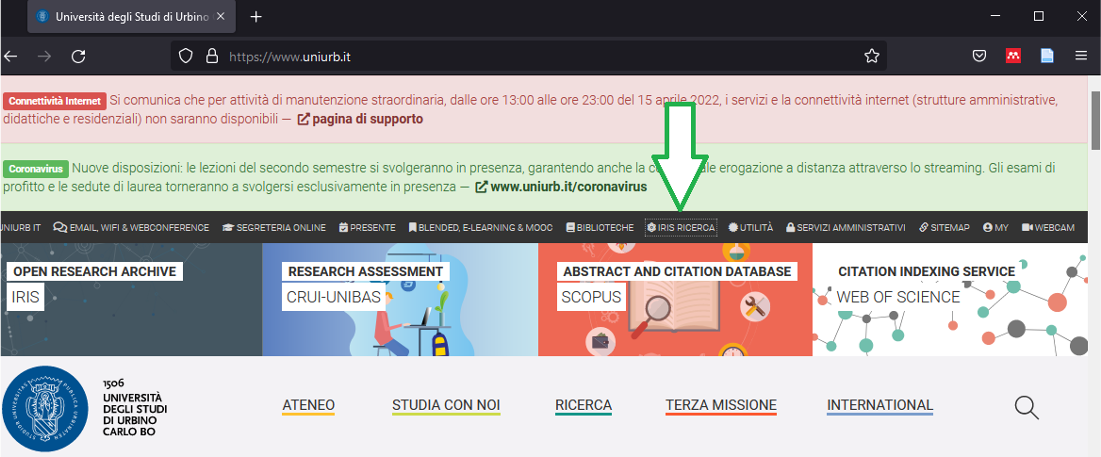 Università degli Studi di Urbino
https://www.uniurb.it
Connettività Internet Si comunica che per attività di manutenzione straordinaria, dalle ore 13:00 alle ore 23:00 del 15 aprile 2022, i servizi e la connettività internet (strutture amministrative,
didattiche e residenziali) non saranno disponibili — pagina di supporto
Coronavirus Nuove disposizioni: le lezioni del secondo semestre si svolgeranno in presenza, garantendo anche la erogazione a distanza attraverso lo streaming. Gli esami di
profitto e le sedute di laurea torneranno a svolgersi esclusivamente in presenza — www.uniurb.it/coronavirus
UNIURB IT EMAIL, WIFI & WEBCONFERENCE SEGRETERIA ONLINE PRESENTE BLENDED, E-LEARNING & MOOC BIBLIOTECHE IRIS RICERCA UTILITÀ SERVIZI AMMINISTRATIVI SITEMAP MY WEBCAM
OPEN RESEARCH ARCHIVE
IRIS
RESEARCH ASSESSMENT
CRUI-UNIBAS
ABSTRACT AND CITATION DATABASE
SCOPUS
CITATION INDEXING SERVICE
WEB OF SCIENCE
1506
UNIVERSITÀ
DEGLI STUDI
DI URBINO
CARLO BO
ATENEO STUDIA CON NOI RICERCA TERZA MISSIONE INTERNATIONAL